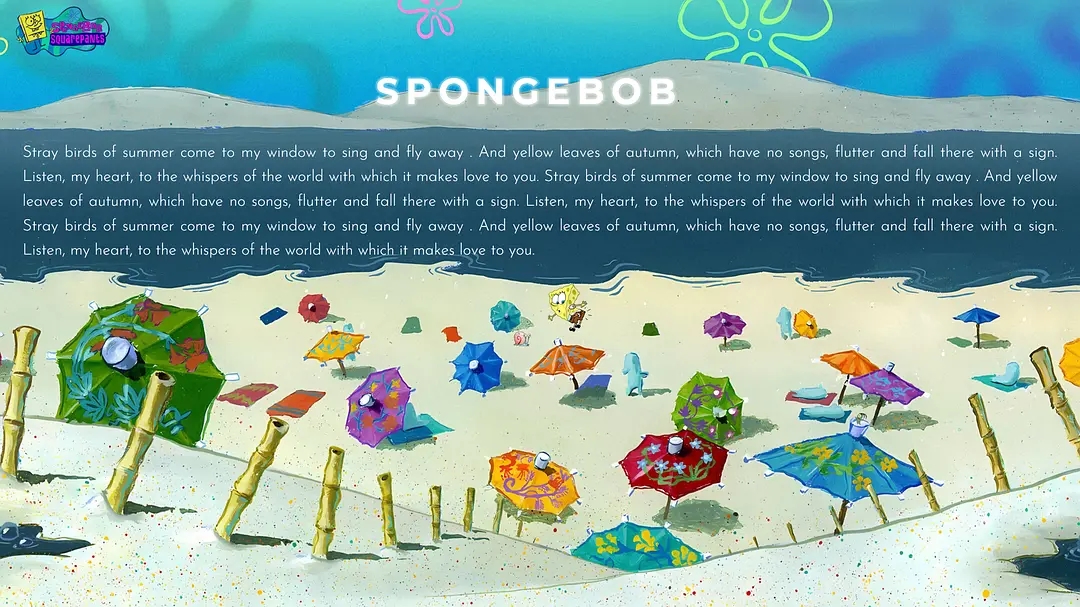 SPONGEBOB
SQUAREPANTS
SPONGEBOB
Stray birds of summer come to my window to sing and fly away . And yellow leaves of autumn, which have no songs, flutter and fall there with a sign.
Listen, my heart, to the whispers of the world with which it makes love to you. Stray birds of summer come to my window to sing and fly away . And yellow
leaves of autumn, which have no songs, flutter and fall there with a sign. Listen, my heart, to the whispers of the world with which it makes love to you.
Stray birds of summer come to my window to sing and fly away . And yellow leaves of autumn, which have no songs, flutter and fall there with a sign.
Listen, my heart, to the whispers of the world with which it makes love to you.